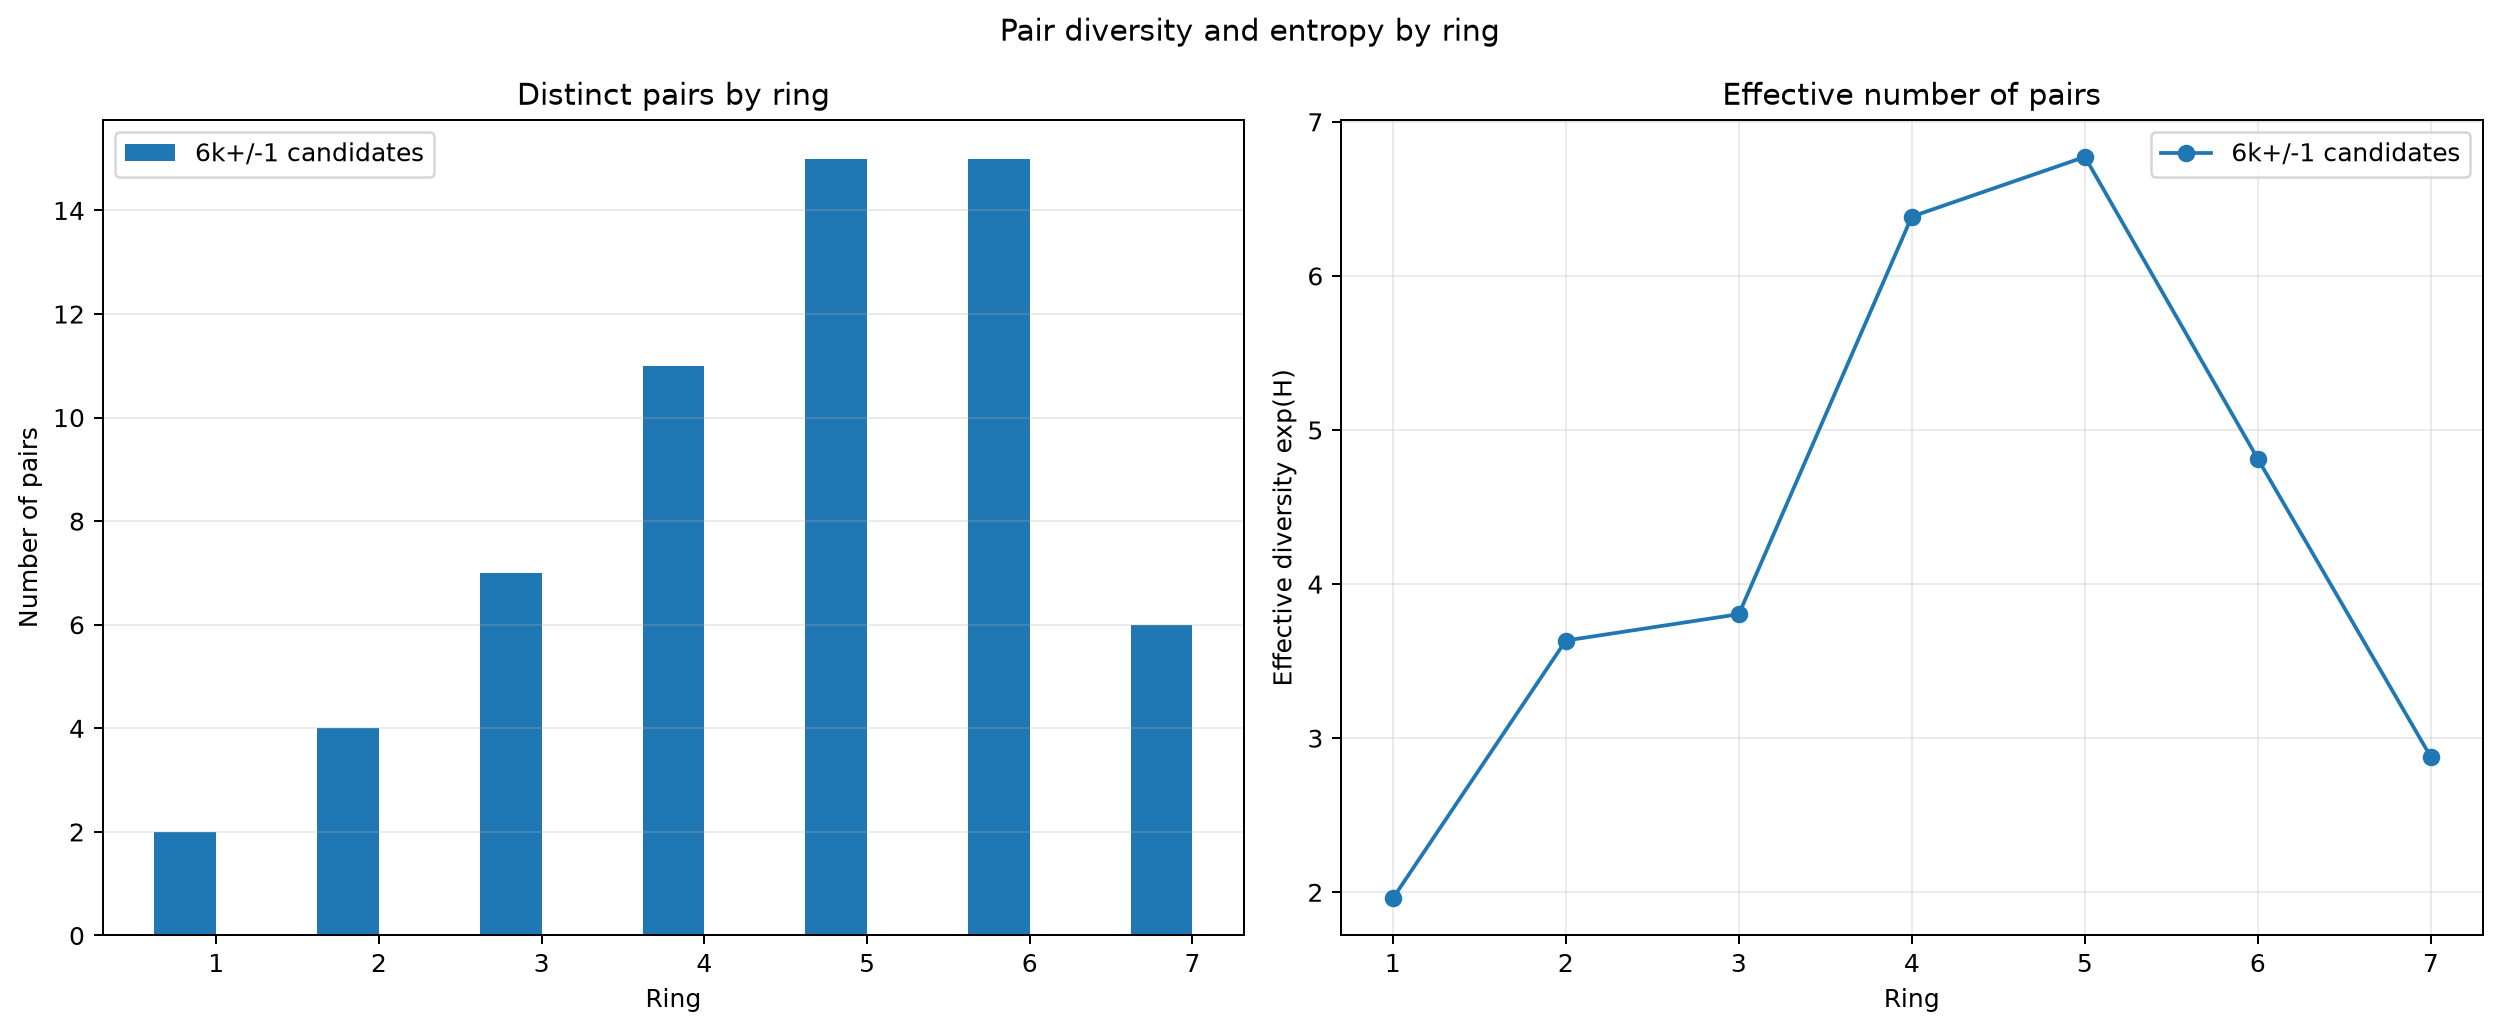 Pair diversity and entropy by ring
Distinct pairs by ring
6k+/-1 candidates
Number of pairs
14
12
10
8
6
4
2
0
1 2 3 4 5 6 7
Ring
Effective number of pairs
6k+/-1 candidates
Effective diversity exp(H)
7
6
5
4
3
2
1 2 3 4 5 6 7
Ring